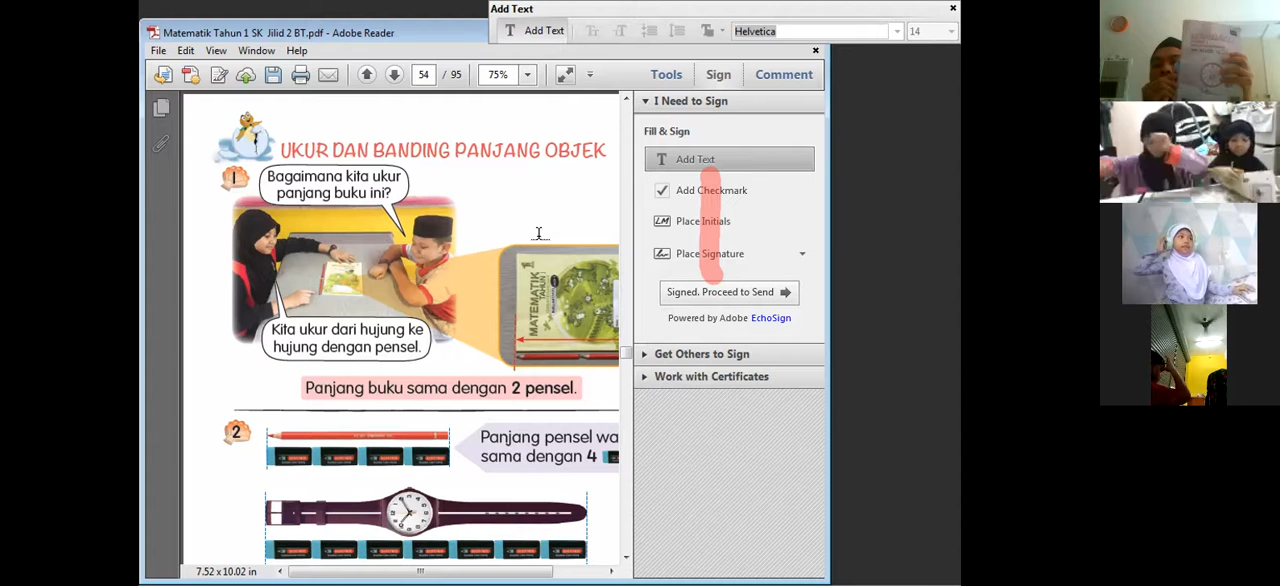 Add Text
Add Text
Helvetica
14
Matematik Tahun 1 SK Jilid 2 BT.pdf - Adobe Reader
File Edit View Window Help
54 / 95
75%
Tools Sign Comment
I Need to Sign
Fill & Sign
Add Text
Add Checkmark
LM Place Initials
Place Signature
Signed. Proceed to Send
Powered by Adobe EchoSign
Get Others to Sign
Work with Certificates
UKUR DAN BANDING PANJANG OBJEK
1
Bagaimana kita ukur
panjang buku ini?
MATEMATIK
TAHUN 1
Kita ukur dari hujung ke
hujung dengan pensel.
Panjang buku sama dengan 2 pensel.
2
Panjang pensel wa
sama dengan 4
7.52 x 10.02 in